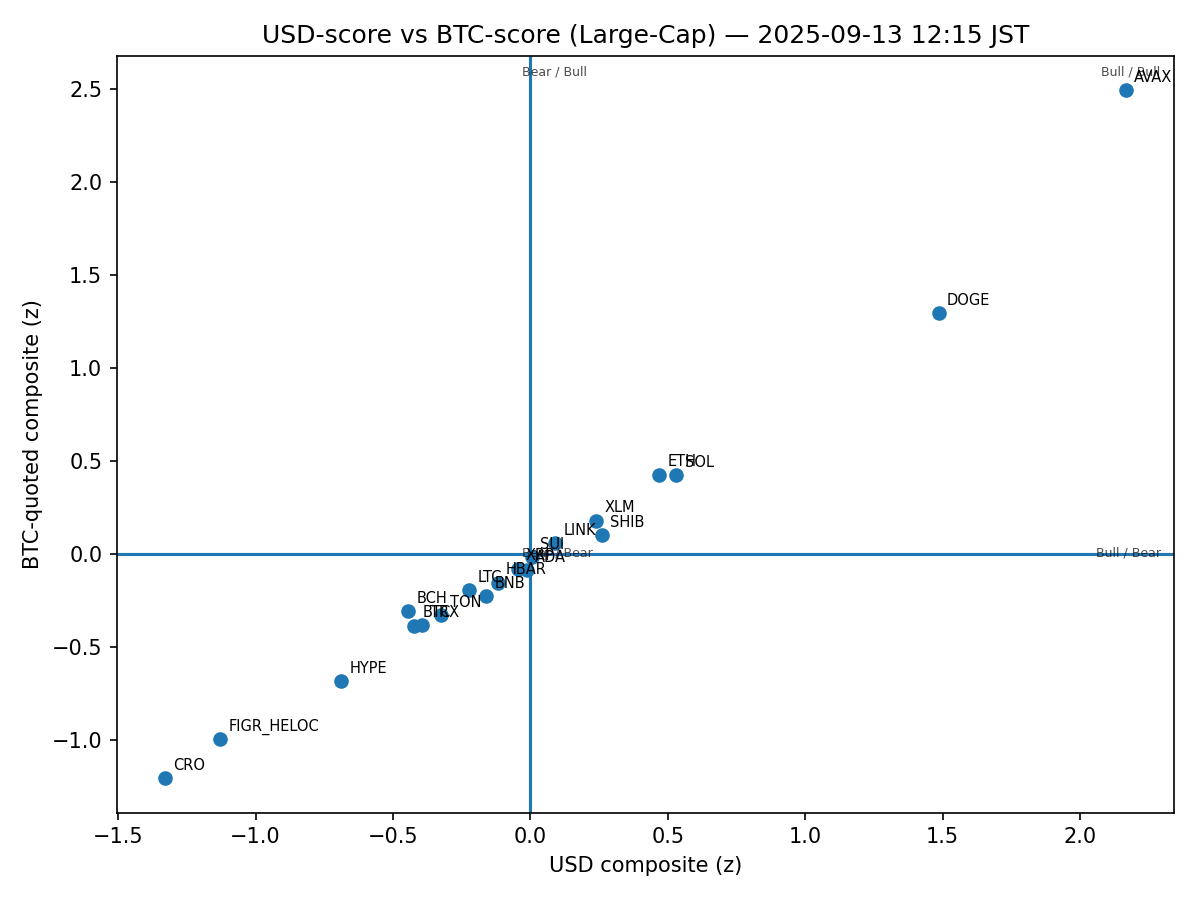 USD-score vs BTC-score (Large-Cap) — 2025-09-13 12:15 JST
Bear / Bull
Bull / Bull
AVAX
2.5
2.0
DOGE
1.5
1.0
ETH
SOL
0.5
XLM
SHIB
LINK
SUI
0.0
Bull / Bear
ADA
HBAR
LTC
BNB
BCH
TON
TRX
−0.5
HYPE
FIGR_HELOC
−1.0
CRO
−1.5
−1.0
−0.5
0.0
0.5
1.0
1.5
2.0
USD composite (z)
BTC-quoted composite (z)